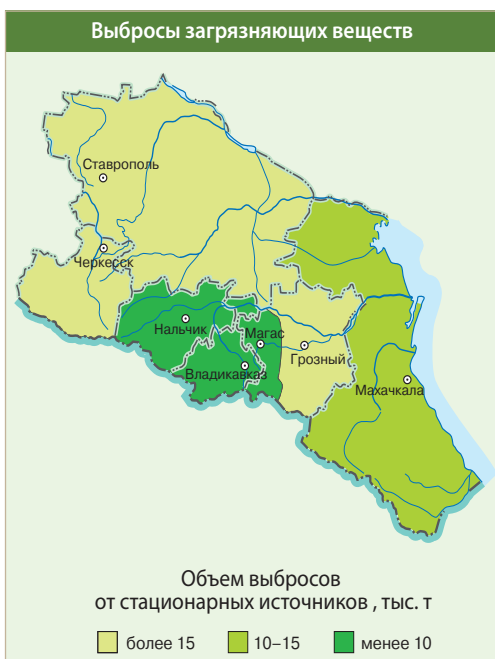 Выбросы загрязняющих веществ
Ставрополь
Черкесск
Нальчик
Магас
Грозный
Владикавказ
Махачкала
Объем выбросов
от стационарных источников , тыс. т
более 15
10–15
менее 10